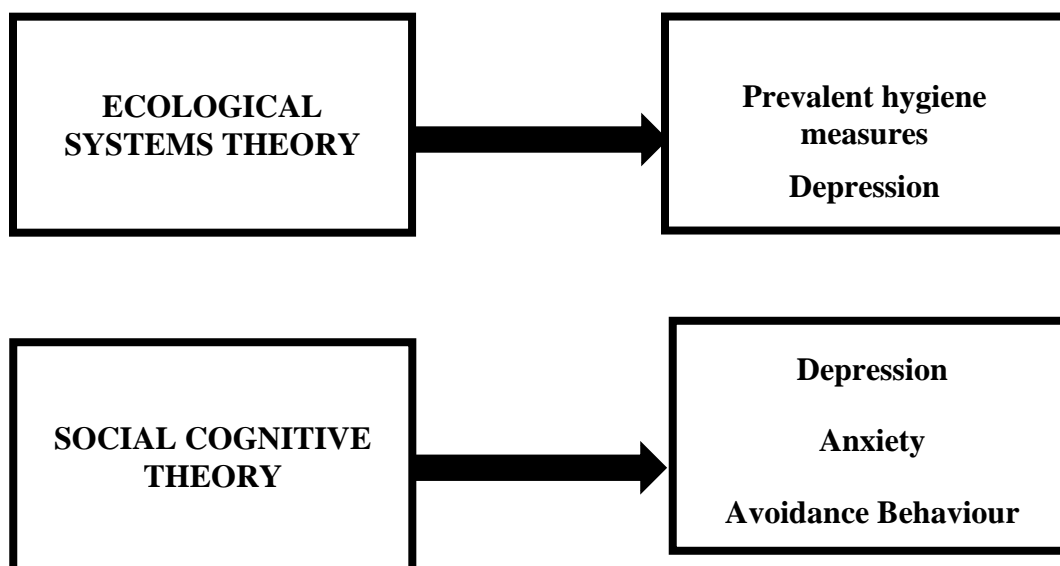 ECOLOGICAL
SYSTEMS THEORY
Prevalent hygiene
measures
Depression
SOCIAL COGNITIVE
THEORY
Depression
Anxiety
Avoidance Behaviour